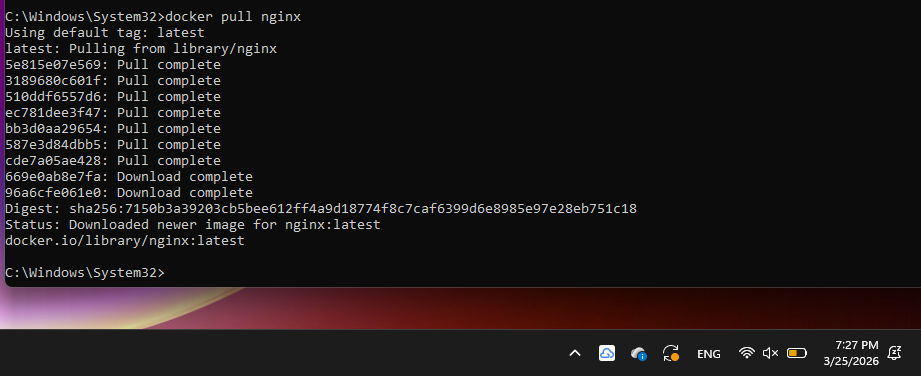 C:\Windows\System32>docker pull nginx
Using default tag: latest
latest: Pulling from library/nginx
5e815e07e569: Pull complete
3189680c601f: Pull complete
510ddf6557d6: Pull complete
ec781dee3f47: Pull complete
bb3d0aa29654: Pull complete
587e3d84dbb5: Pull complete
cde7a05ae428: Pull complete
669e0ab8e7fa: Download complete
96a6cfe061e0: Download complete
Digest: sha256:7150b3a39203cb5bee612ff4a9d18774f8c7caf6399d6e8985e97e28eb751c18
Status: Downloaded newer image for nginx:latest
docker.io/library/nginx:latest
C:\Windows\System32>
ENG
7:27 PM
3/25/2026